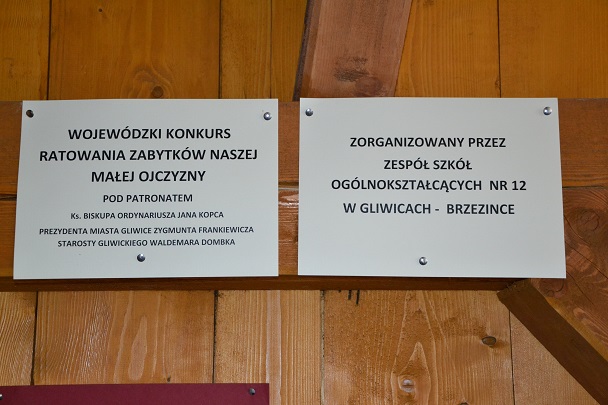 WOJEWÓDZKI KONKURS
RATOWANIA ZABYTKÓW NASZEJ
MAŁEJ OJCZYZNY
POD PATRONATEM
Ks. BISKUPA ORDYNARIUSZA JANA KOPCA
PREZYDENTA MIASTA GLIWICE ZYGMUNTA FRANKIEWICZA
STAROSTY GLIWICKIEGO WALDEMARA DOMBKA
ZORGANIZOWANY PRZEZ
ZESPÓŁ SZKÓŁ
OGÓLNOKSZTAŁCĄCYCH NR 12
W GLIWICACH - BRZEZINCE